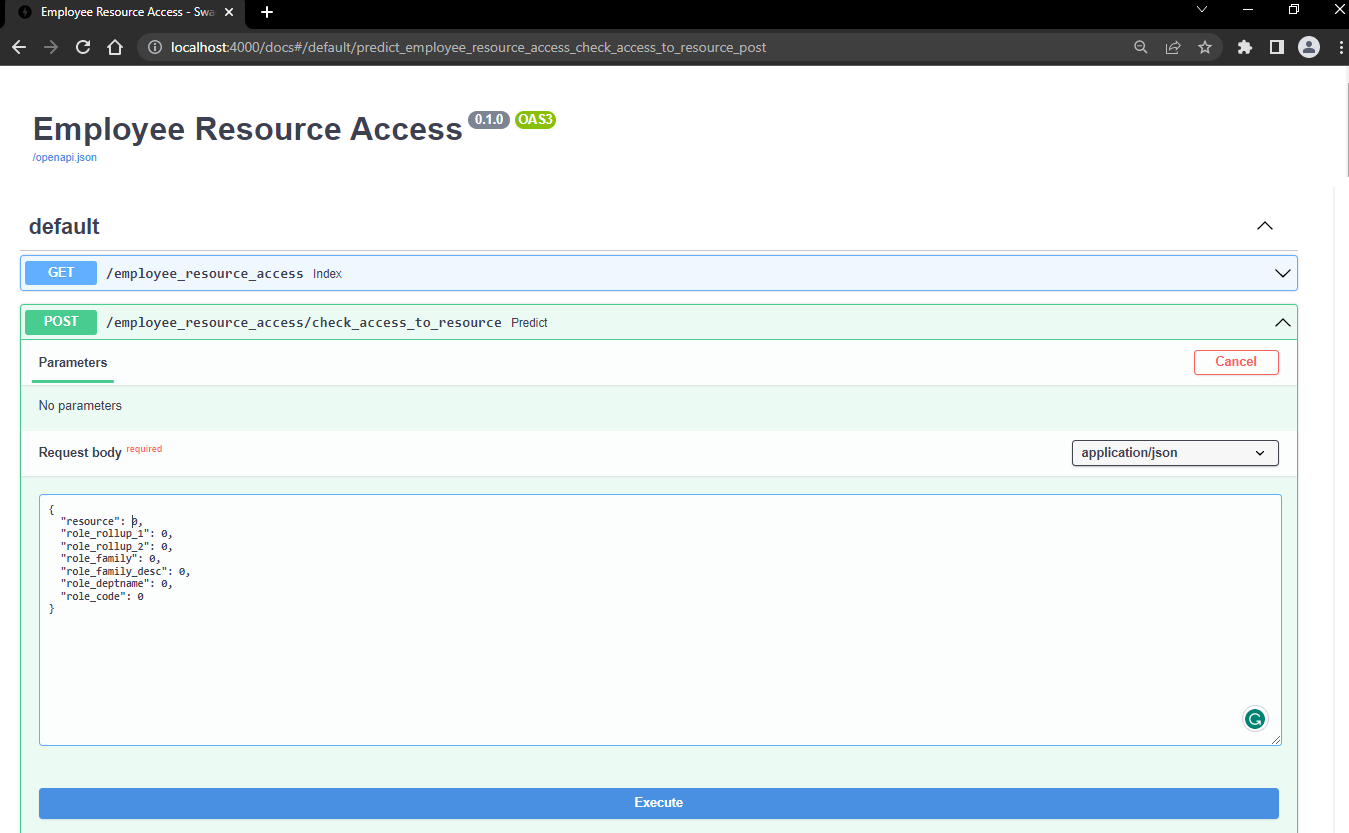 Employee Resource Access - Swa
localhost:4000/docs#/default/predict_employee_resource_access_check_access_to_resource_post
Employee Resource Access 0.1.0 OAS3
/openapi.json
default
GET /employee_resource_access Index
POST /employee_resource_access/check_access_to_resource Predict
Parameters Cancel
No parameters
Request body required application/json
{
"resource": 0,
"role_rollup_1": 0,
"role_rollup_2": 0,
"role_family": 0,
"role_family_desc": 0,
"role_deptname": 0,
"role_code": 0
}
Execute